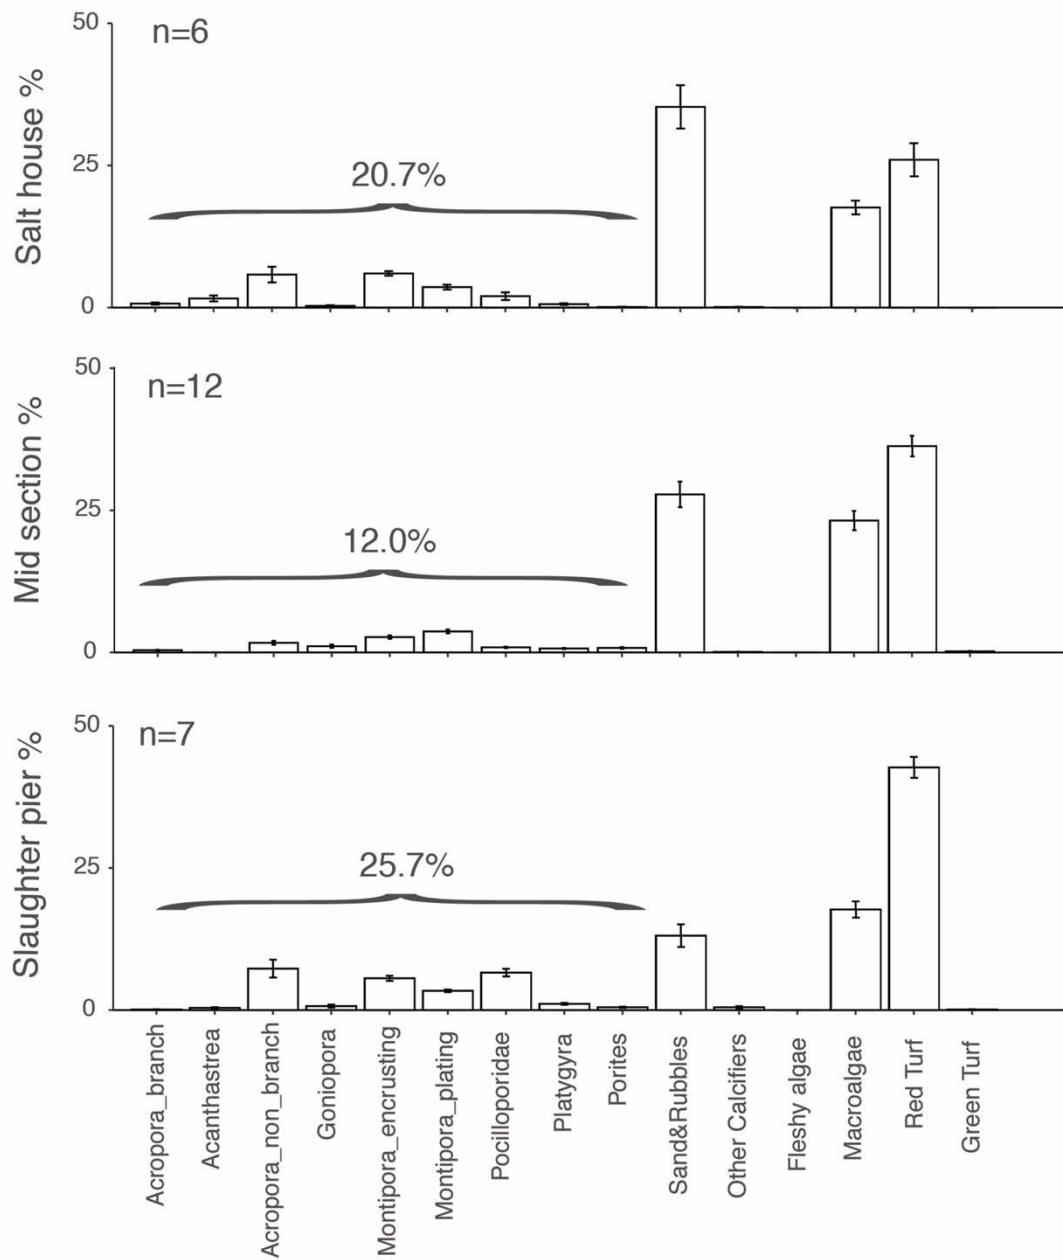 Salt house %
50
25
0
n=6
20.7%
Mid section %
50
25
0
n=12
12.0%
Slaughter pier %
50
25
0
n=7
25.7%
Acropora_branch
Acanthastrea
Acropora_non_branch
Goniopora
Montipora_encrusting
Montipora_plating
Pocilloporidae
Platygyra
Porites
Sand&Rubbles
Other Calcifiers
Fleshy algae
Macroalgae
Red Turf
Green Turf